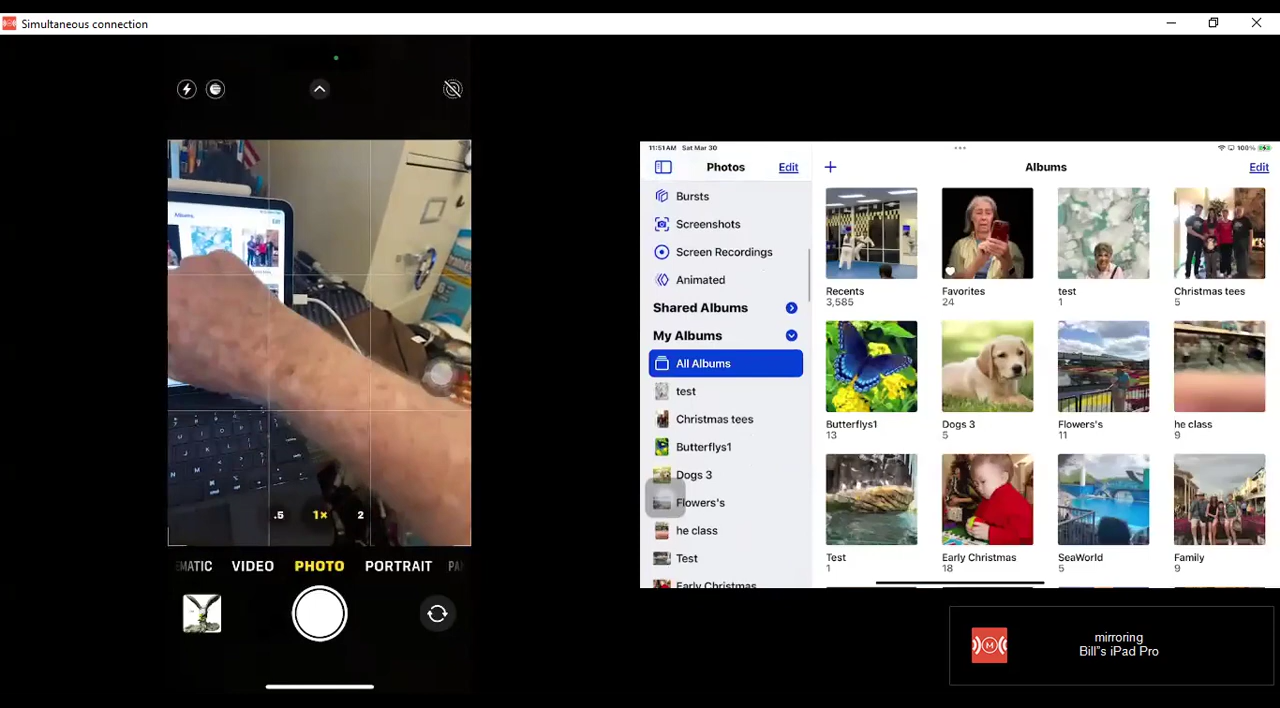 Simultaneous connection
.5 1× 2
EMATIC VIDEO PHOTO PORTRAIT PAN
11:51 AM Sat Mar 30
100%
Photos Edit
Bursts
Screenshots
Screen Recordings
Animated
Shared Albums
My Albums
All Albums
test
Christmas tees
Butterflys1
Dogs 3
Flowers's
he class
Test
Early Christmas
Albums Edit
Recents
3,585
Favorites
24
test
1
Christmas tees
5
Butterflys1
13
Dogs 3
5
Flowers's
11
he class
9
Test
1
Early Christmas
18
SeaWorld
5
Family
9
mirroring
Bill"s iPad Pro